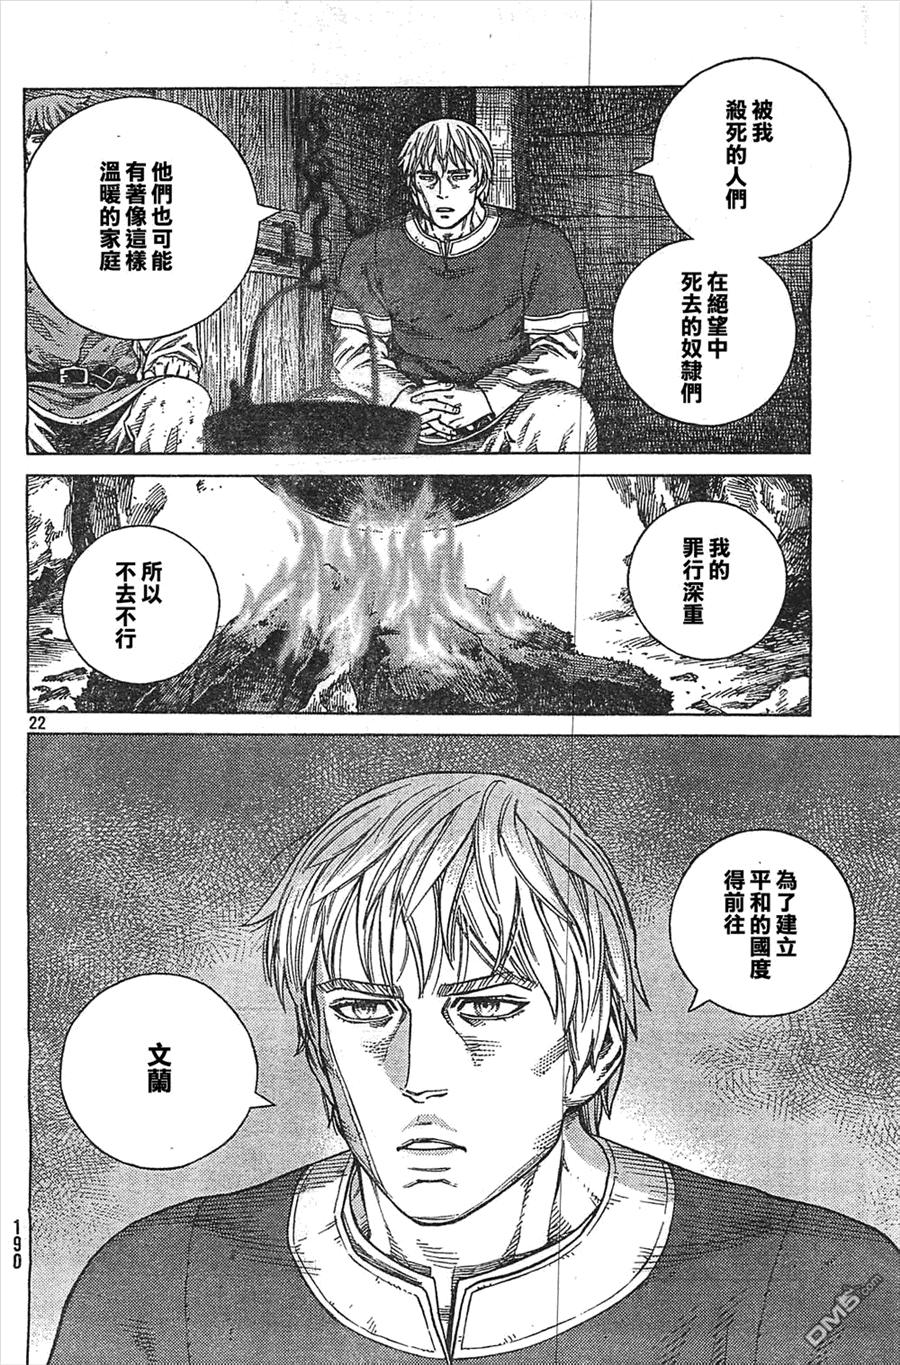 被我
殺死的人們
在絕望中
死去的奴隸們
他們也可能
有著像這樣
溫暖的家庭
我的
罪行深重
所以
不去不行
22
為了建立
平和的國度
得前往
文蘭
190
DM5.com